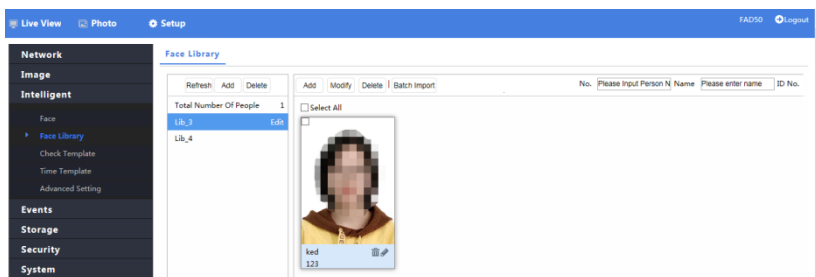 Live View Photo Setup FAD50 Logout
Network
Image
Intelligent
Face
Face Library
Check Template
Time Template
Advanced Setting
Events
Storage
Security
System
Face Library
Refresh Add Delete
Total Number Of People 1
Lib_3 Edit
Lib_4
Add Modify Delete Batch Import No. Please Input Person N Name Please enter name ID No.
Select All
ked
123